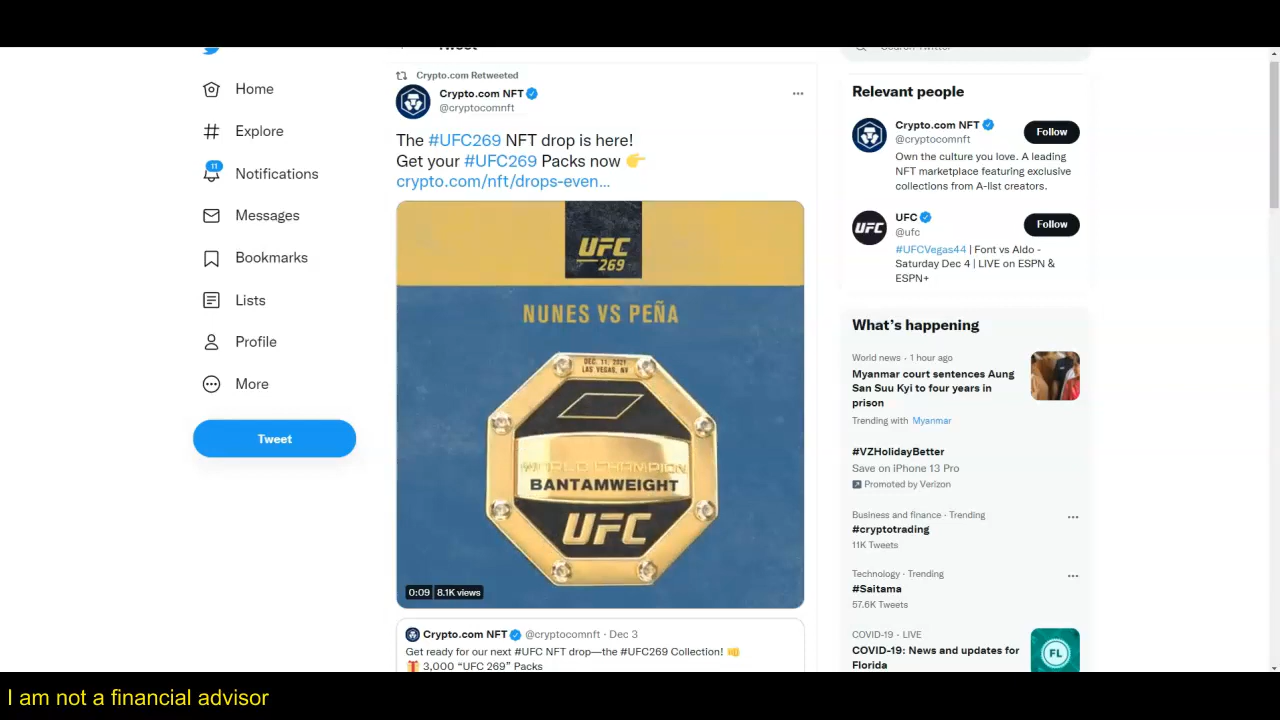 Tweet
Search Twitter
Home
Explore
11
Notifications
Messages
Bookmarks
Lists
Profile
More
Tweet
Crypto.com Retweeted
Crypto.com NFT
@cryptocomnft
The #UFC269 NFT drop is here!
Get your #UFC269 Packs now 👉
crypto.com/nft/drops-even...
UFC
269
NUNES VS PEÑA
DEC. 11, 2021
LAS VEGAS, NV
WORLD CHAMPION
BANTAMWEIGHT
UFC
0:09 8.1K views
Crypto.com NFT @cryptocomnft · Dec 3
Get ready for our next #UFC NFT drop—the #UFC269 Collection! 👊
🎁 3,000 “UFC 269” Packs
Relevant people
Crypto.com NFT
@cryptocomnft
Follow
Own the culture you love. A leading
NFT marketplace featuring exclusive
collections from A-list creators.
UFC
UFC
@ufc
Follow
#UFCVegas44 | Font vs Aldo -
Saturday Dec 4 | LIVE on ESPN &
ESPN+
What’s happening
World news · 1 hour ago
Myanmar court sentences Aung
San Suu Kyi to four years in
prison
Trending with Myanmar
#VZHolidayBetter
Save on iPhone 13 Pro
Promoted by Verizon
Business and finance · Trending
#cryptotrading
11K Tweets
Technology · Trending
#Saitama
57.6K Tweets
COVID-19 · LIVE
COVID-19: News and updates for
Florida
FL
I am not a financial advisor